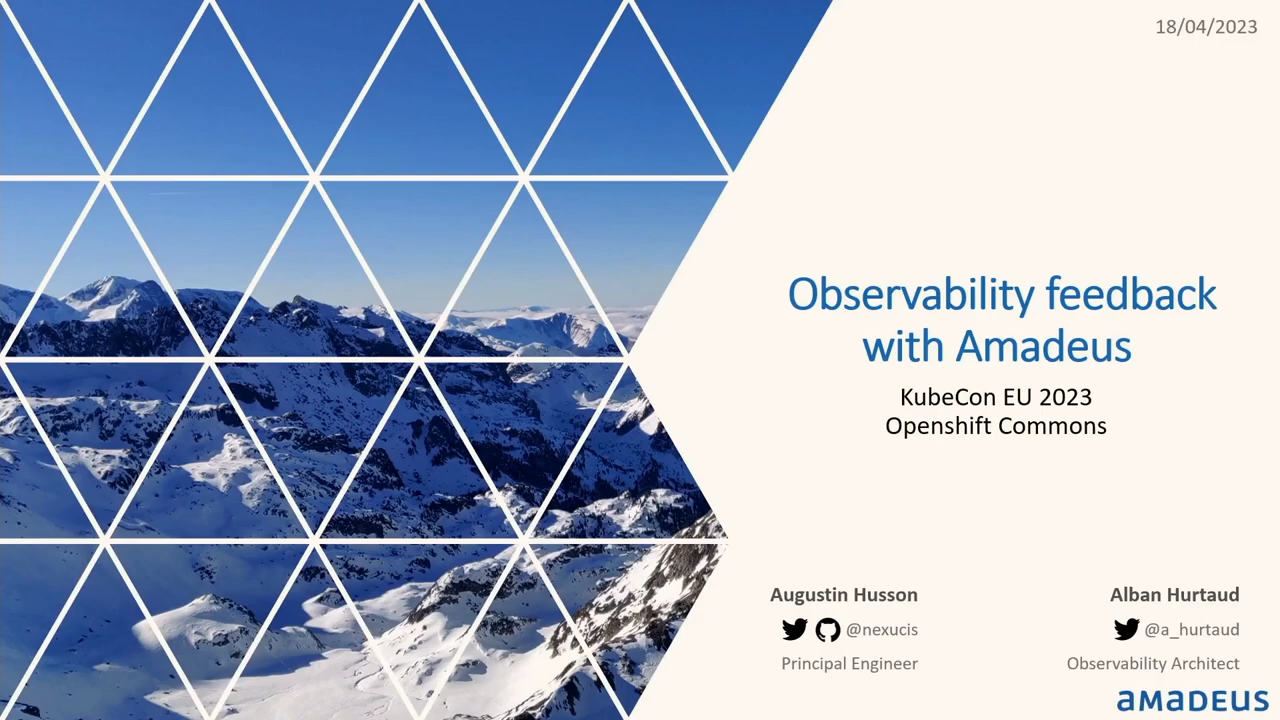 18/04/2023
Observability feedback
with Amadeus
KubeCon EU 2023
Openshift Commons
Augustin Husson
@nexucis
Principal Engineer
Alban Hurtaud
@a_hurtaud
Observability Architect
amadeus